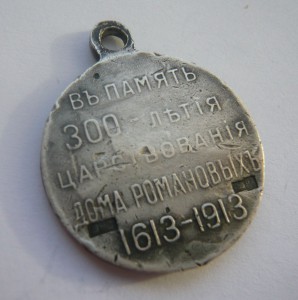 ВЪ ПАМЯТЬ
300-ЛѢТІЯ
ЦАРСТВОВАНІЯ
ДОМА РОМАНОВЫХЪ
1613-1913